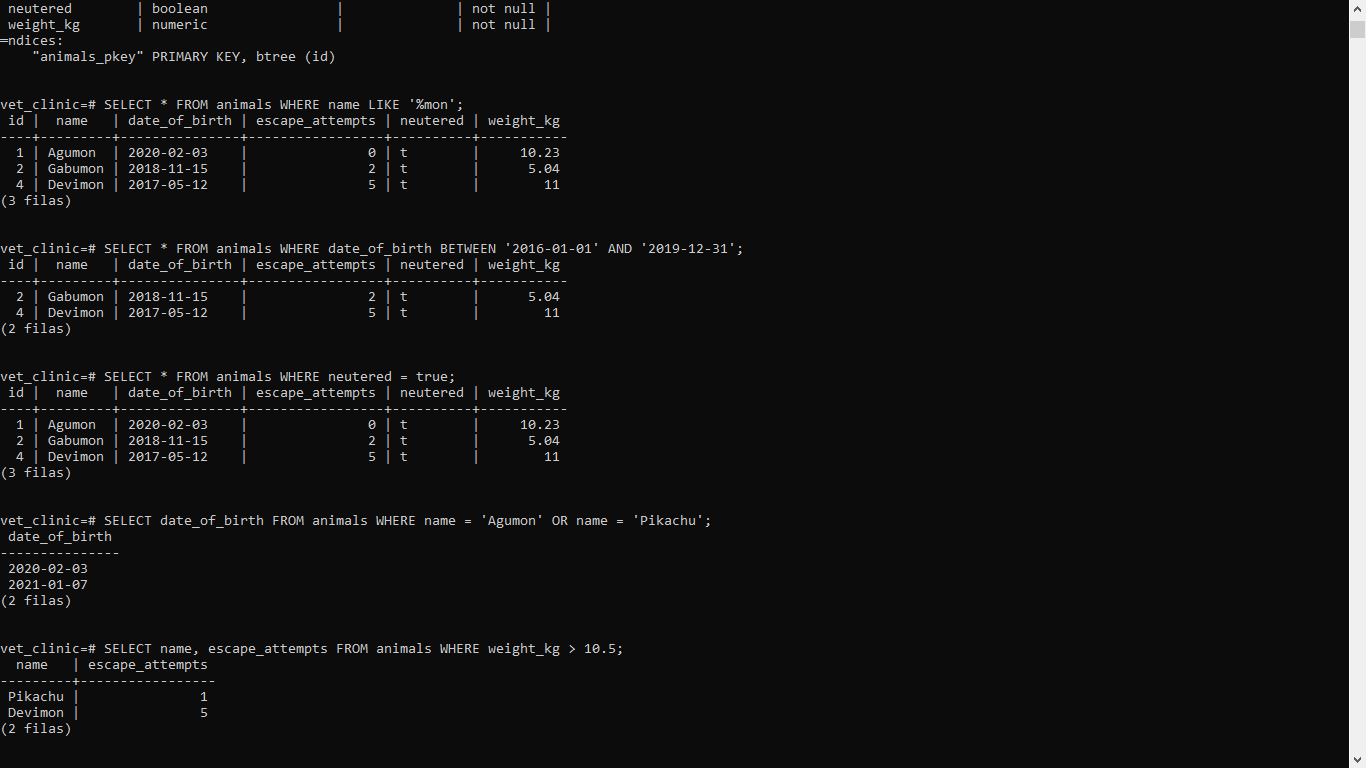 neutered        | boolean                |              | not null |
weight_kg       | numeric                |              | not null |
=ndices:
    "animals_pkey" PRIMARY KEY, btree (id)
vet_clinic=# SELECT * FROM animals WHERE name LIKE '%mon';
 id |  name   | date_of_birth | escape_attempts | neutered | weight_kg
----+---------+---------------+-----------------+----------+-----------
  1 | Agumon  | 2020-02-03    |               0 | t        |     10.23
  2 | Gabumon | 2018-11-15    |               2 | t        |      5.04
  4 | Devimon | 2017-05-12    |               5 | t        |        11
(3 filas)
vet_clinic=# SELECT * FROM animals WHERE date_of_birth BETWEEN '2016-01-01' AND '2019-12-31';
 id |  name   | date_of_birth | escape_attempts | neutered | weight_kg
----+---------+---------------+-----------------+----------+-----------
  2 | Gabumon | 2018-11-15    |               2 | t        |      5.04
  4 | Devimon | 2017-05-12    |               5 | t        |        11
(2 filas)
vet_clinic=# SELECT * FROM animals WHERE neutered = true;
 id |  name   | date_of_birth | escape_attempts | neutered | weight_kg
----+---------+---------------+-----------------+----------+-----------
  1 | Agumon  | 2020-02-03    |               0 | t        |     10.23
  2 | Gabumon | 2018-11-15    |               2 | t        |      5.04
  4 | Devimon | 2017-05-12    |               5 | t        |        11
(3 filas)
vet_clinic=# SELECT date_of_birth FROM animals WHERE name = 'Agumon' OR name = 'Pikachu';
 date_of_birth
---------------
 2020-02-03
 2021-01-07
(2 filas)
vet_clinic=# SELECT name, escape_attempts FROM animals WHERE weight_kg > 10.5;
  name   | escape_attempts
---------+-----------------
 Pikachu |               1
 Devimon |               5
(2 filas)